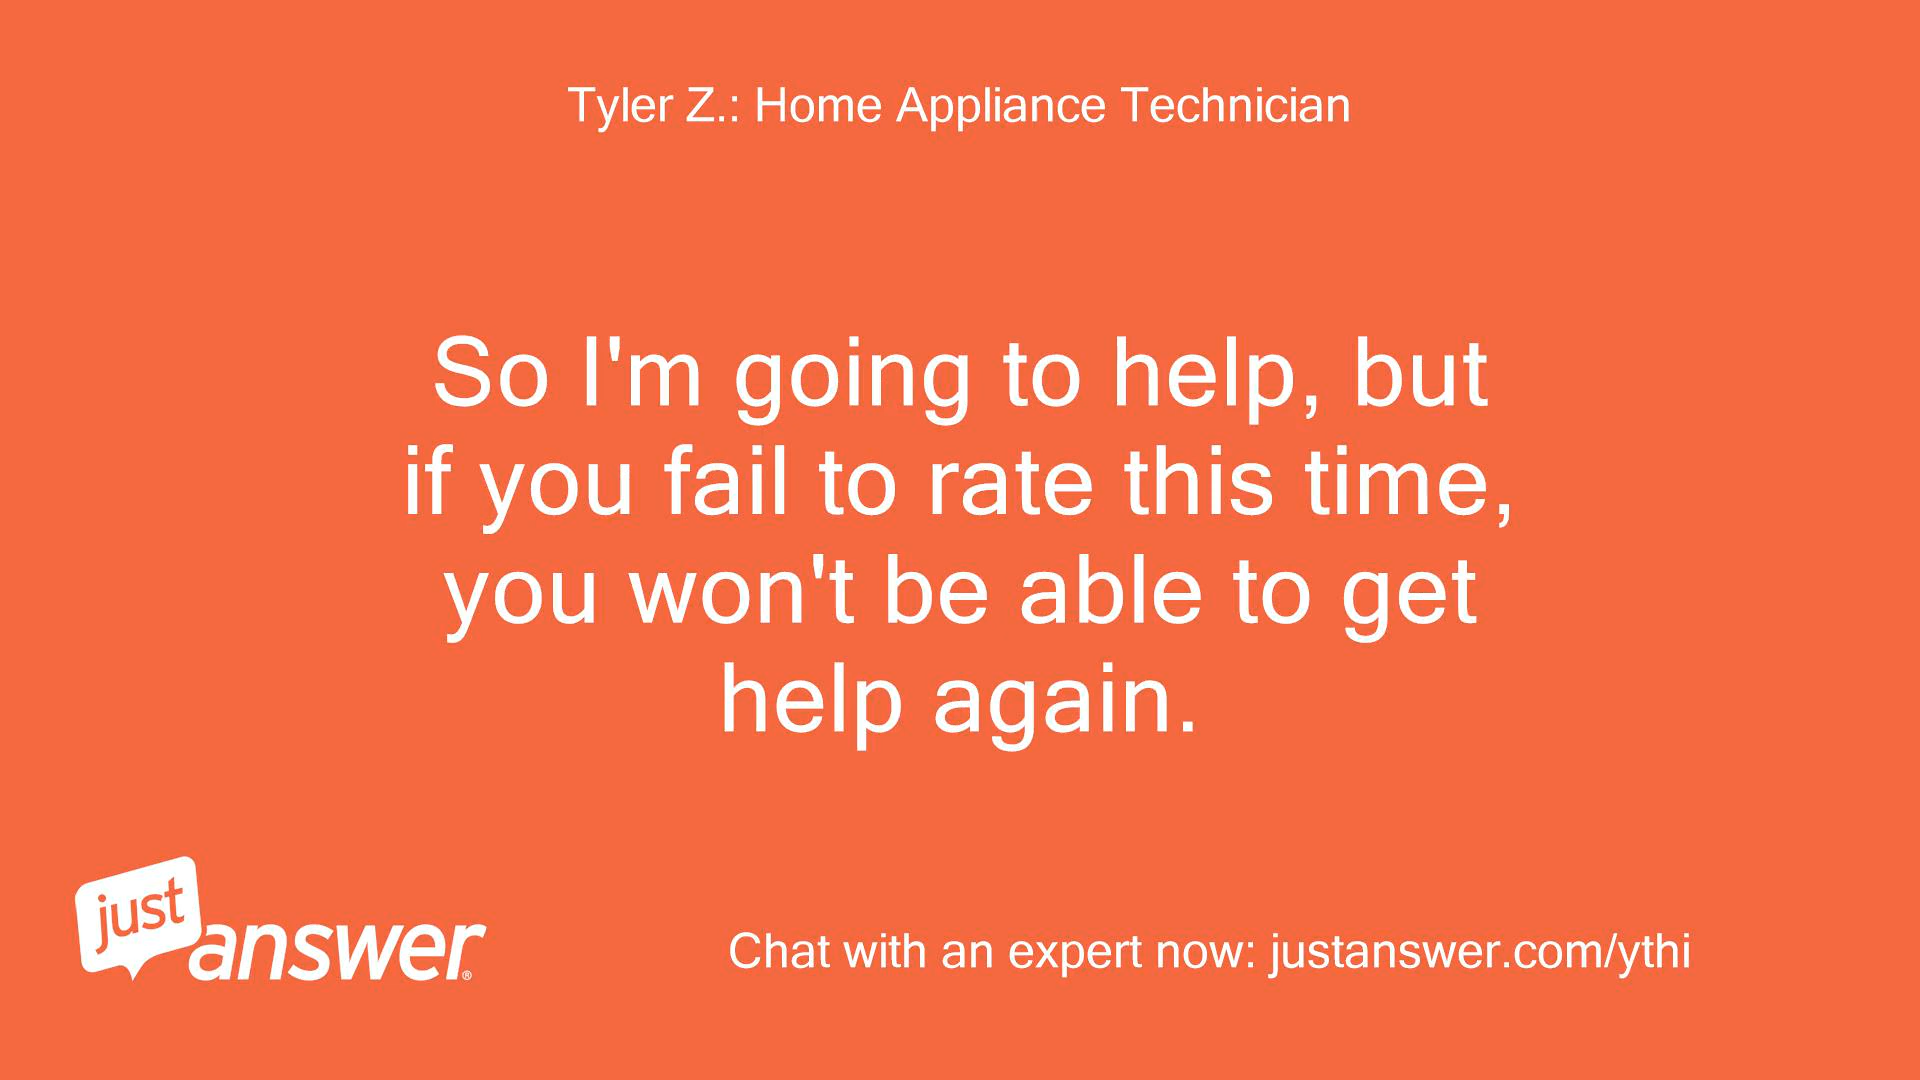 Tyler Z.: Home Appliance Technician
So I'm going to help, but
if you fail to rate this time,
you won't be able to get
help again.
just
answer®
Chat with an expert now: justanswer.com/ythi